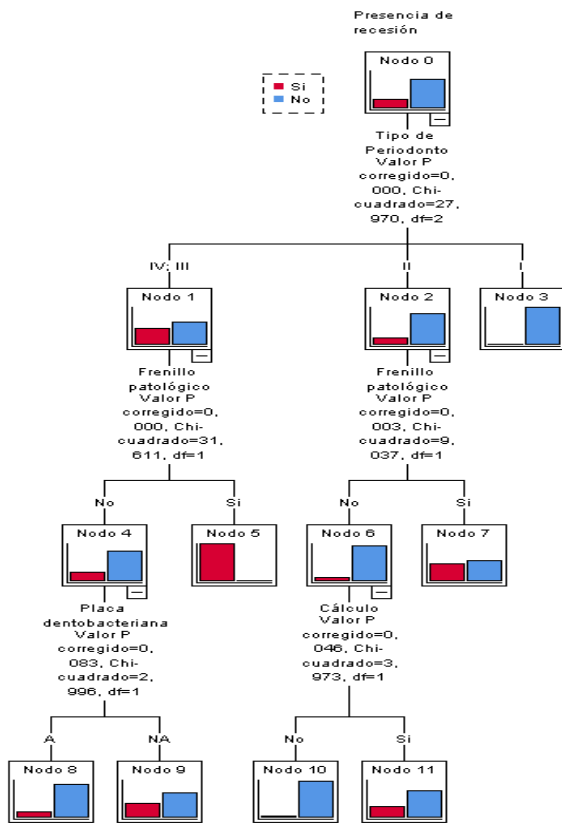 Presencia de
recesión
Nodo 0
Si
No
Tipo de
Periodonto
Valor P
corregido=0,
000, Chi-
cuadrado=27,
970, df=2
IV; III
II
I
Nodo 1
Nodo 2
Nodo 3
Frenillo
patológico
Valor P
corregido=0,
000, Chi-
cuadrado=31,
611, df=1
Frenillo
patológico
Valor P
corregido=0,
003, Chi-
cuadrado=9,
037, df=1
No
Si
No
Si
Nodo 4
Nodo 5
Nodo 6
Nodo 7
Placa
dentobacteriana
Valor P
corregido=0,
083, Chi-
cuadrado=2,
996, df=1
Cálculo
Valor P
corregido=0,
046, Chi-
cuadrado=3,
973, df=1
A
NA
No
Si
Nodo 8
Nodo 9
Nodo 10
Nodo 11